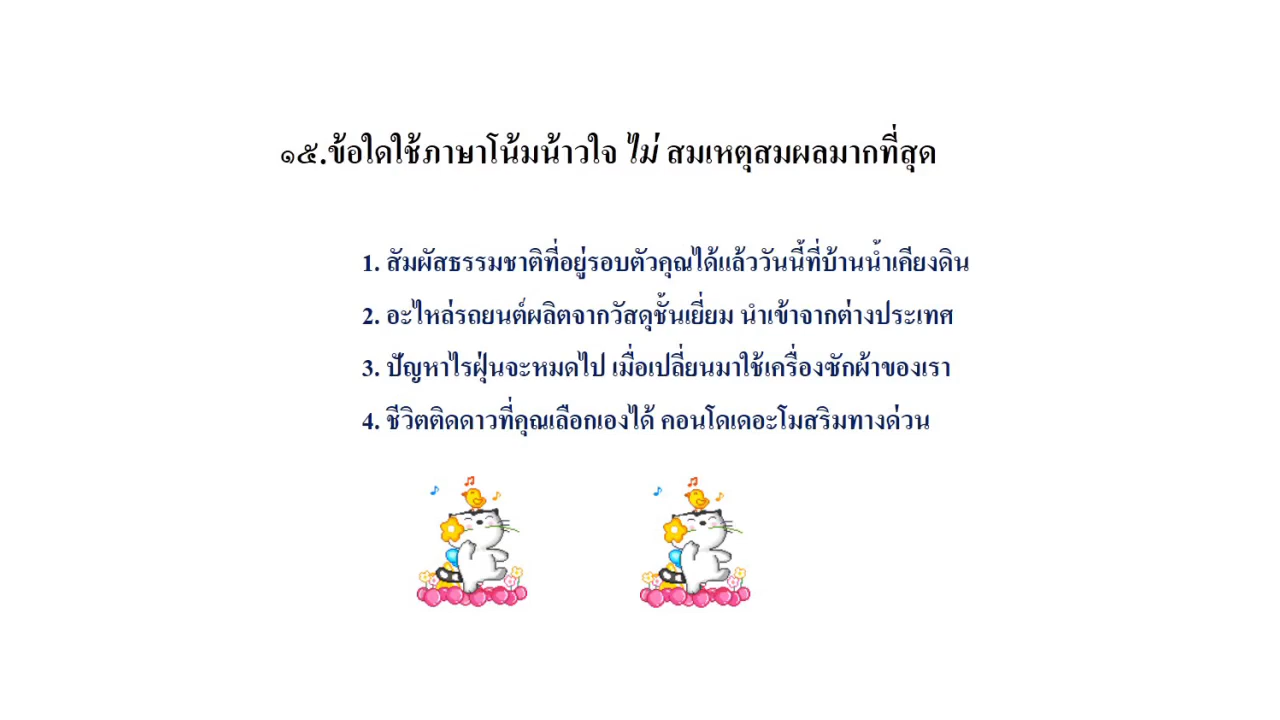 ๑๕.ข้อใดใช้ภาษาโน้มน้าวใจ ไม่ สมเหตุสมผลมากที่สุด
1. สัมผัสธรรมชาติที่อยู่รอบตัวคุณได้แล้ววันนี้ที่บ้านน้ำเคียงดิน
2. อะไหล่รถยนต์ผลิตจากวัสดุชั้นเยี่ยม นำเข้าจากต่างประเทศ
3. ปัญหาไรฝุ่นจะหมดไป เมื่อเปลี่ยนมาใช้เครื่องซักผ้าของเรา
4. ชีวิตติดดาวที่คุณเลือกเองได้ คอนโดเดอะโมสริมทางด่วน